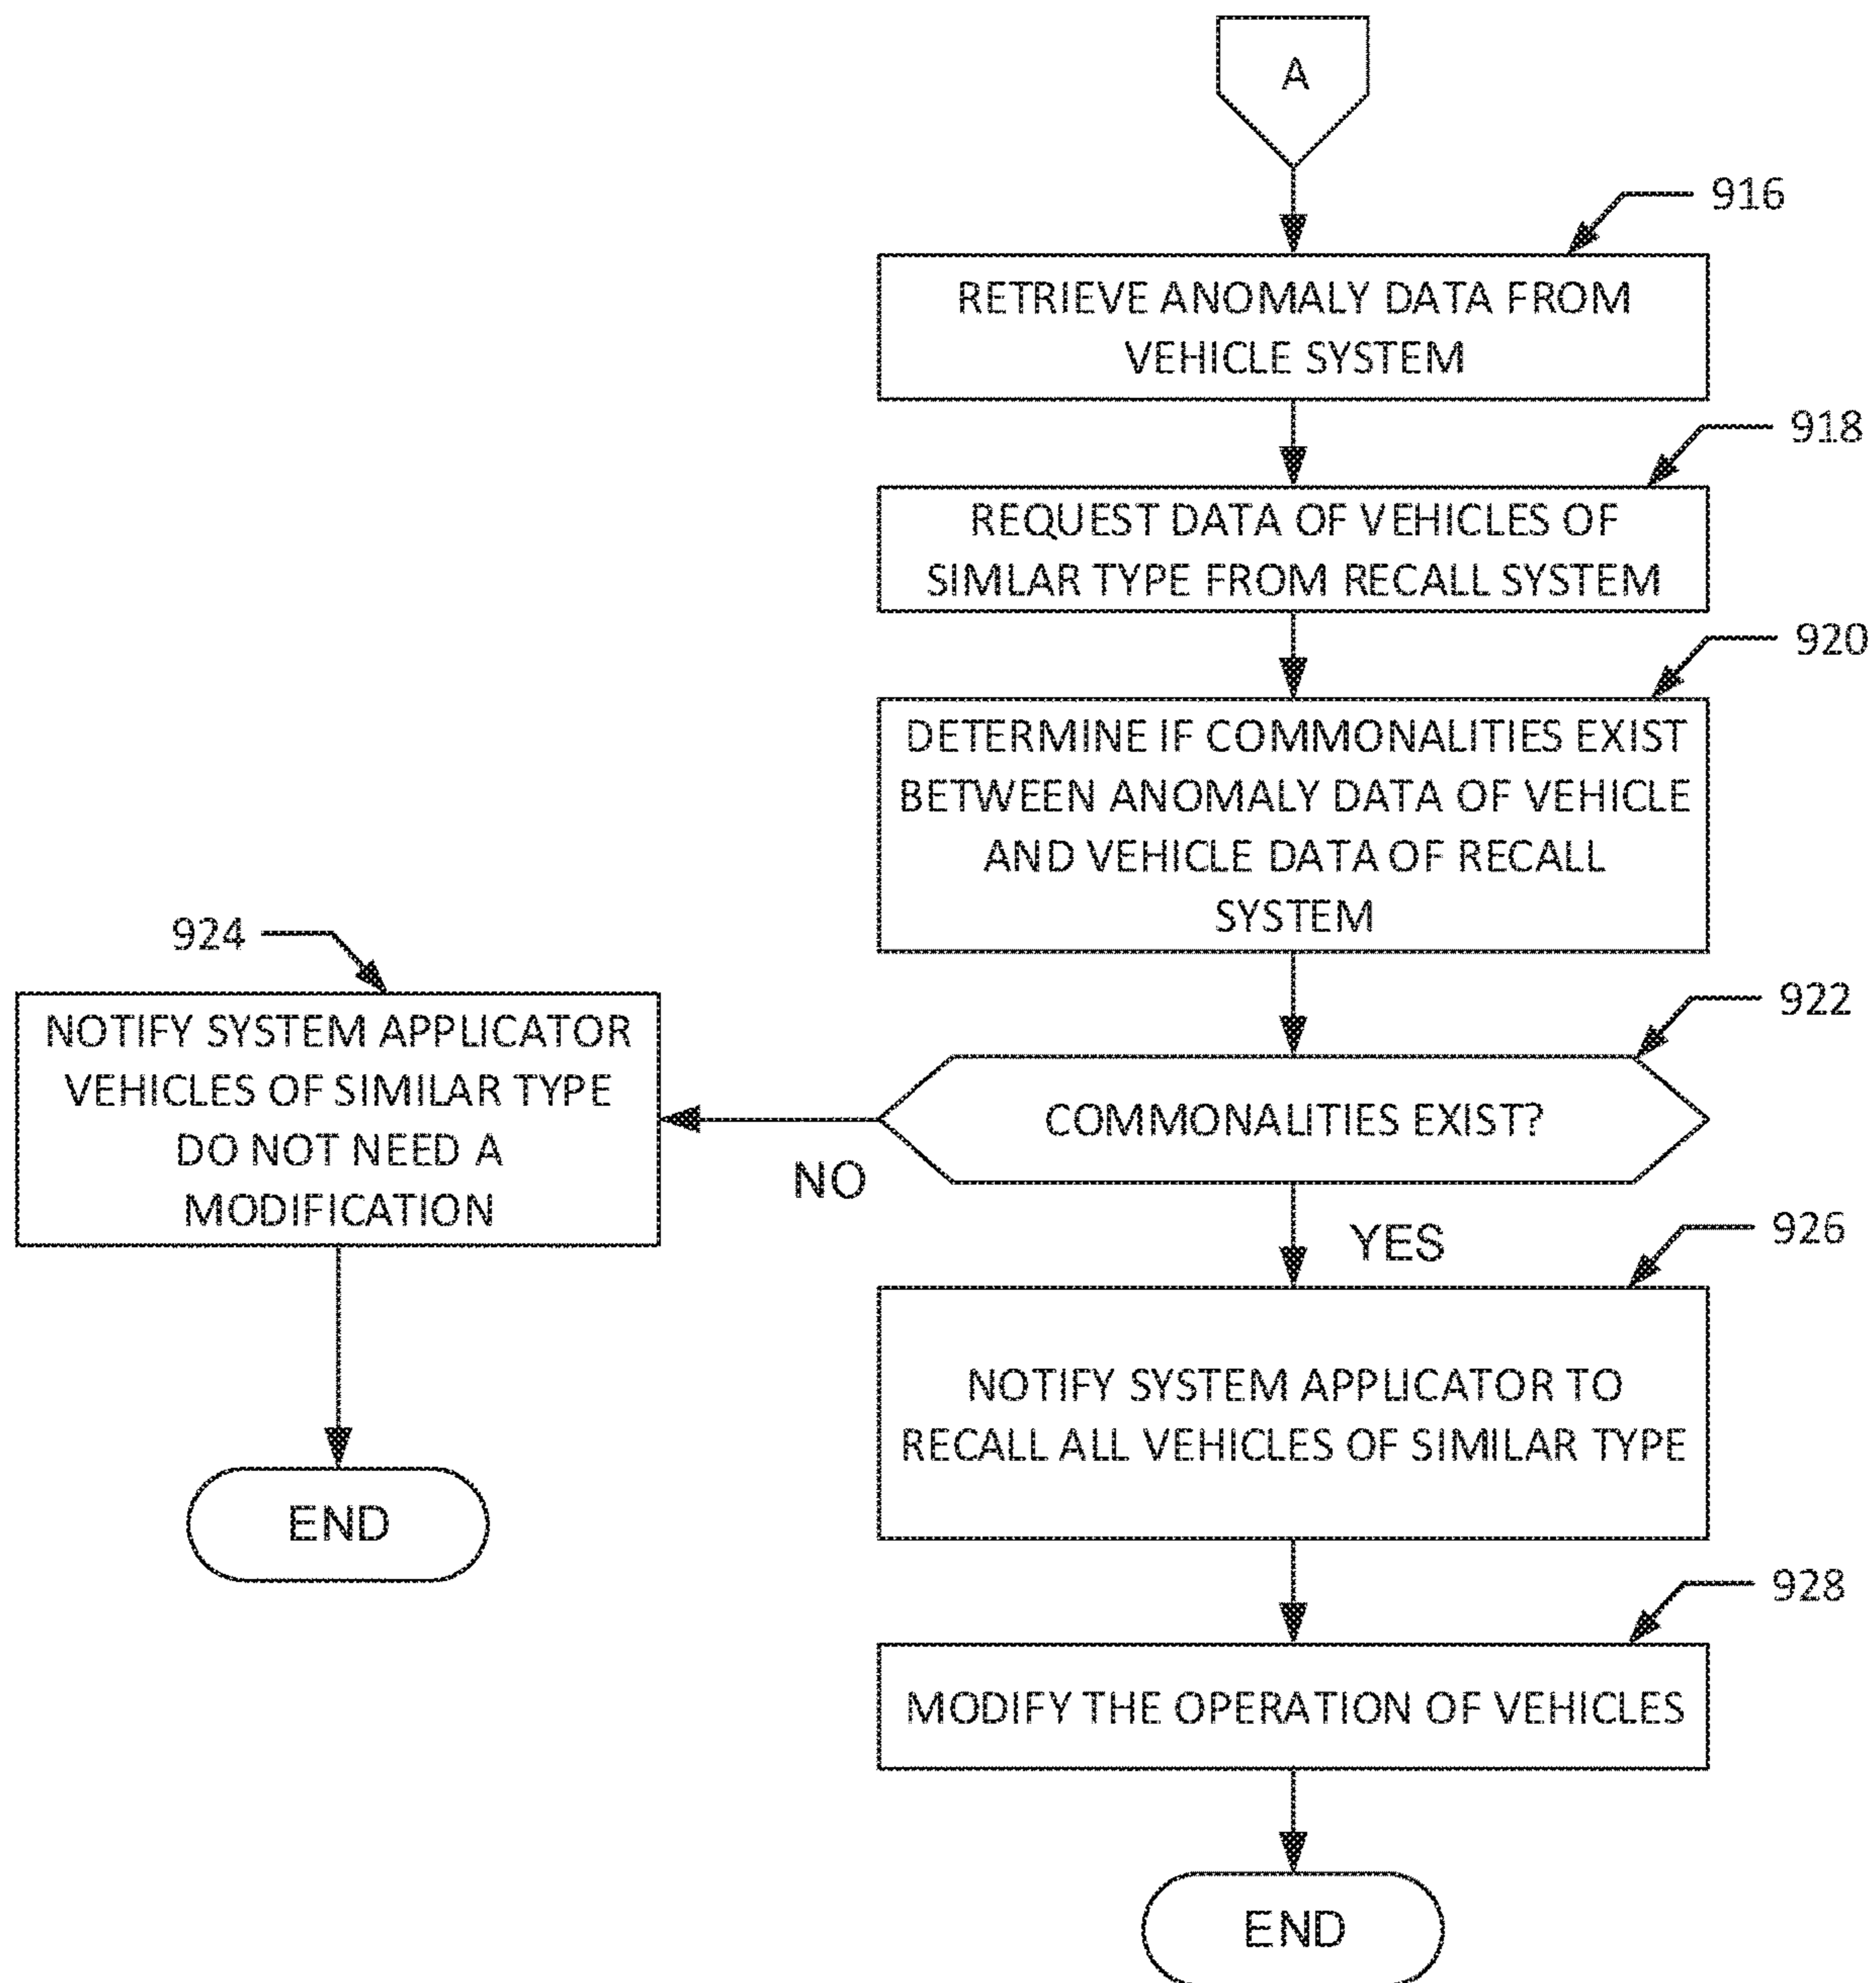 A
916
RETRIEVE ANOMALY DATA FROM
VEHICLE SYSTEM
918
REQUEST DATA OF VEHICLES OF
SIMLAR TYPE FROM RECALL SYSTEM
920
DETERMINE IF COMMONALITIES EXIST
BETWEEN ANOMALY DATA OF VEHICLE
AND VEHICLE DATA OF RECALL
SYSTEM
922
COMMONALITIES EXIST?
NO
924
NOTIFY SYSTEM APPLICATOR
VEHICLES OF SIMILAR TYPE
DO NOT NEED A
MODIFICATION
END
YES
926
NOTIFY SYSTEM APPLICATOR TO
RECALL ALL VEHICLES OF SIMILAR TYPE
928
MODIFY THE OPERATION OF VEHICLES
END